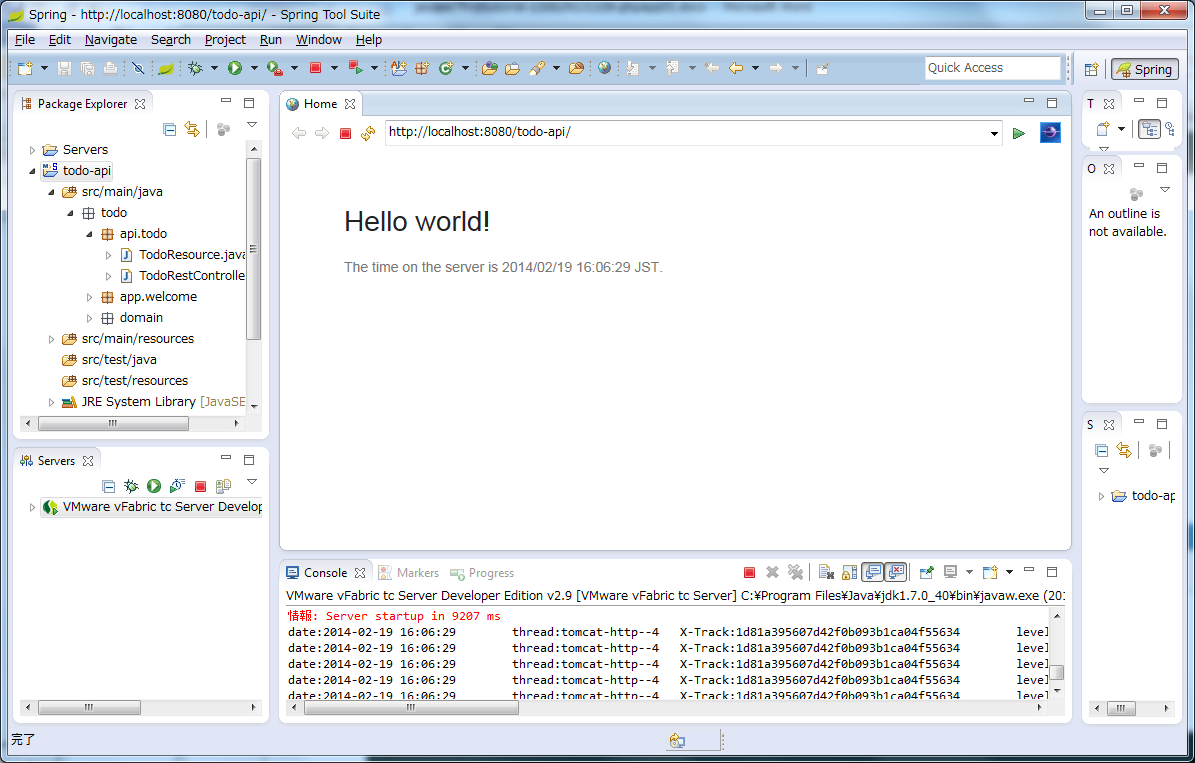 Spring - http://localhost:8080/todo-api/ - Spring Tool Suite
File Edit Navigate Search Project Run Window Help
Quick Access
Spring
Package Explorer
Servers
todo-api
src/main/java
todo
api.todo
TodoResource.java
TodoRestControlle
app.welcome
domain
src/main/resources
src/test/java
src/test/resources
JRE System Library [JavaSE
Servers
VMware vFabric tc Server Develop
Home
http://localhost:8080/todo-api/
Hello world!
The time on the server is 2014/02/19 16:06:29 JST.
Console Markers Progress
VMware vFabric tc Server Developer Edition v2.9 [VMware vFabric tc Server] C:¥Program Files¥Java¥jdk1.7.0_40¥bin¥javaw.exe (201
情報: Server startup in 9207 ms
date:2014-02-19 16:06:29 thread:tomcat-http--4 X-Track:1d81a395607d42f0b093b1ca04f55634 level
date:2014-02-19 16:06:29 thread:tomcat-http--4 X-Track:1d81a395607d42f0b093b1ca04f55634 level
date:2014-02-19 16:06:29 thread:tomcat-http--4 X-Track:1d81a395607d42f0b093b1ca04f55634 level
date:2014-02-19 16:06:29 thread:tomcat-http--4 X-Track:1d81a395607d42f0b093b1ca04f55634 level
date:2014-02-19 16:06:29 thread:tomcat-http--4 X-Track:1d81a395607d42f0b093b1ca04f55634 level
T
O
An outline is
not available.
S
todo-ap
完了